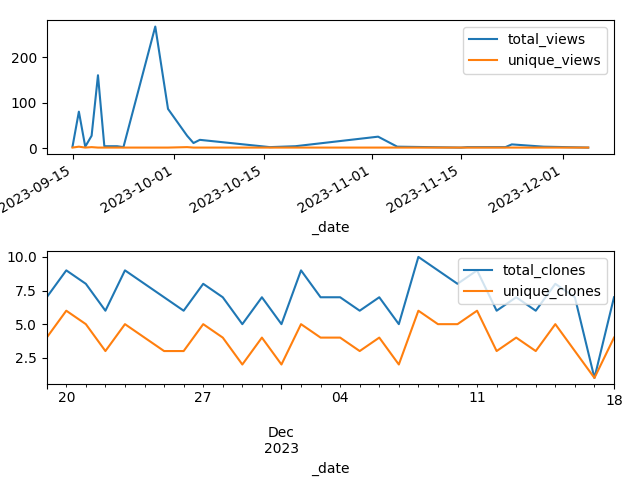 200
100
0
total_views
unique_views
2023-09-15
2023-10-01
2023-10-15
2023-11-01
2023-11-15
2023-12-01
_date
10.0
7.5
5.0
2.5
total_clones
unique_clones
20
27
04
11
18
Dec
2023
_date